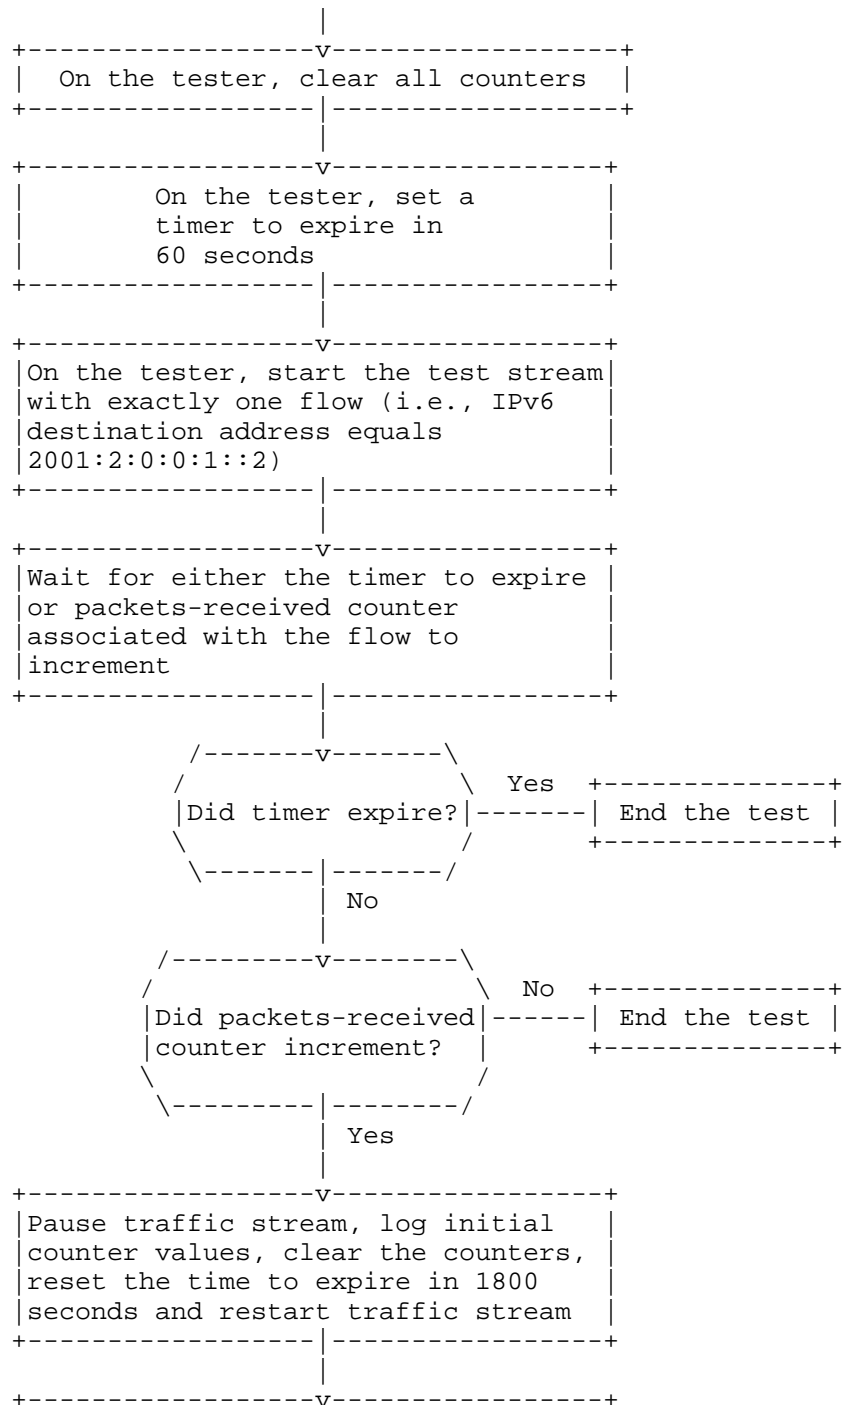 On the tester, clear all counters
On the tester, set a
timer to expire in
60 seconds
On the tester, start the test stream
with exactly one flow (i.e., IPv6
destination address equals
2001:2:0:0:1::2)
Wait for either the timer to expire
or packets-received counter
associated with the flow to
increment
Yes
Did timer expire? End the test
No
No
Did packets-received End the test
counter increment?
Yes
Pause traffic stream, log initial
counter values, clear the counters,
reset the time to expire in 1800
seconds and restart traffic stream